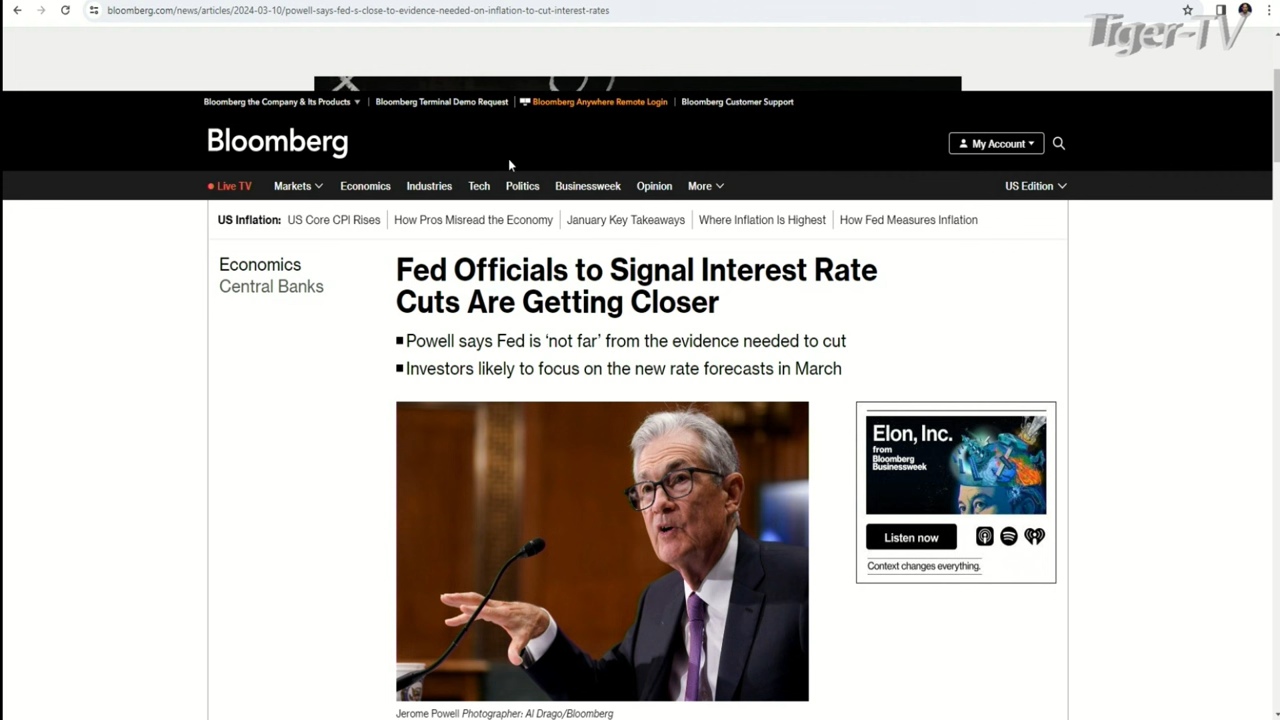 bloomberg.com/news/articles/2024-03-10/powell-says-fed-s-close-to-evidence-needed-on-inflation-to-cut-interest-rates
Tiger-TV
Bloomberg the Company & Its Products
Bloomberg Terminal Demo Request
Bloomberg Anywhere Remote Login
Bloomberg Customer Support
Bloomberg
My Account
Live TV
Markets
Economics
Industries
Tech
Politics
Businessweek
Opinion
More
US Edition
US Inflation:
US Core CPI Rises
How Pros Misread the Economy
January Key Takeaways
Where Inflation Is Highest
How Fed Measures Inflation
Economics
Central Banks
Fed Officials to Signal Interest Rate
Cuts Are Getting Closer
Powell says Fed is ‘not far’ from the evidence needed to cut
Investors likely to focus on the new rate forecasts in March
Elon, Inc.
from
Bloomberg
Businessweek
Listen now
Context changes everything.
Jerome Powell Photographer: Al Drago/Bloomberg